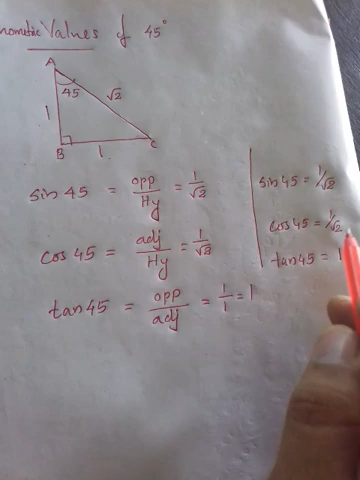 Values of 45°
A
45
√2
1
B
1
C
sin 45 = opp/Hy = 1/√2
cos 45 = adj/Hy = 1/√2
tan 45 = opp/adj = 1/1 = 1
sin 45 = 1/√2
cos 45 = 1/√2
tan 45 = 1